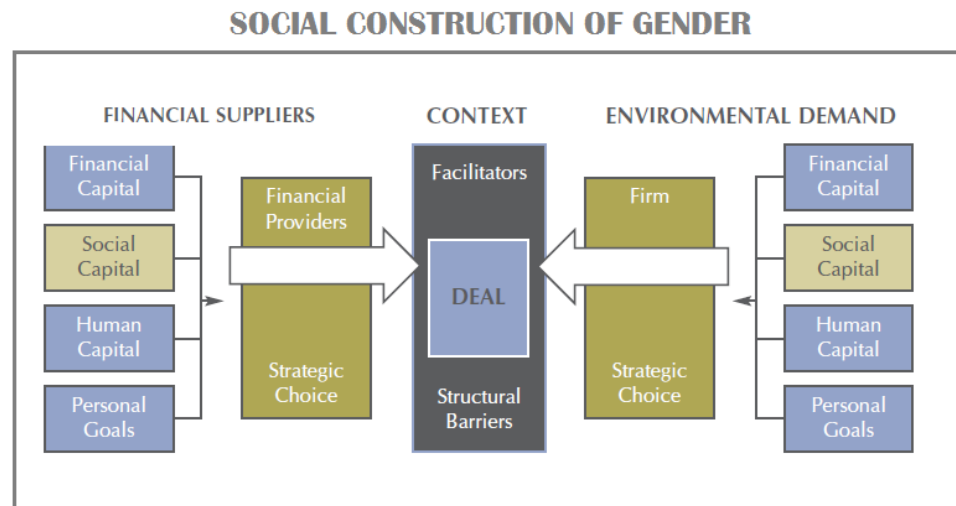 SOCIAL CONSTRUCTION OF GENDER
FINANCIAL SUPPLIERS
CONTEXT
ENVIRONMENTAL DEMAND
Financial
Capital
Social
Capital
Human
Capital
Personal
Goals
Financial
Providers
Strategic
Choice
Facilitators
DEAL
Structural
Barriers
Firm
Strategic
Choice
Financial
Capital
Social
Capital
Human
Capital
Personal
Goals